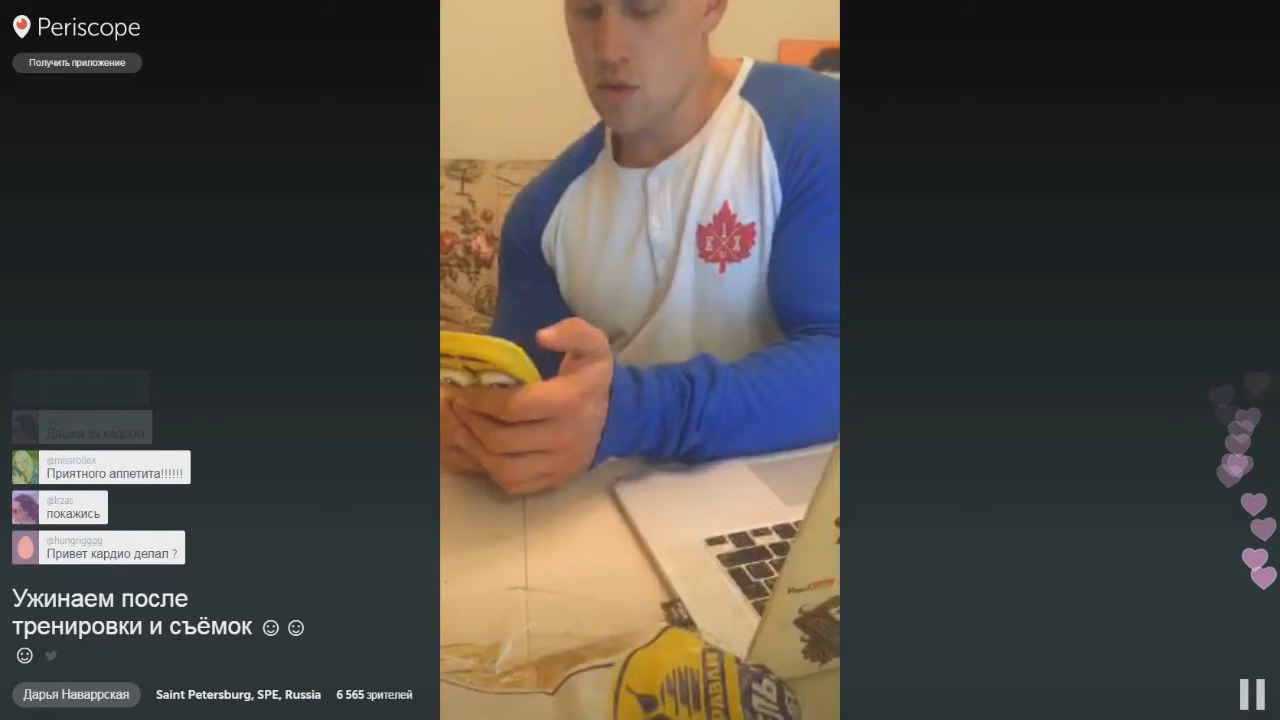 Periscope
Получить приложение
Дашка за кадром
@missrollex
Приятного аппетита!!!!!!
@lrzas
покажись
@hungrigggg
Привет кардио делал ?
Ужинаем после
тренировки и съёмок ☺ ☺
☺
Дарья Наваррская
Saint Petersburg, SPE, Russia
6 565 зрителей